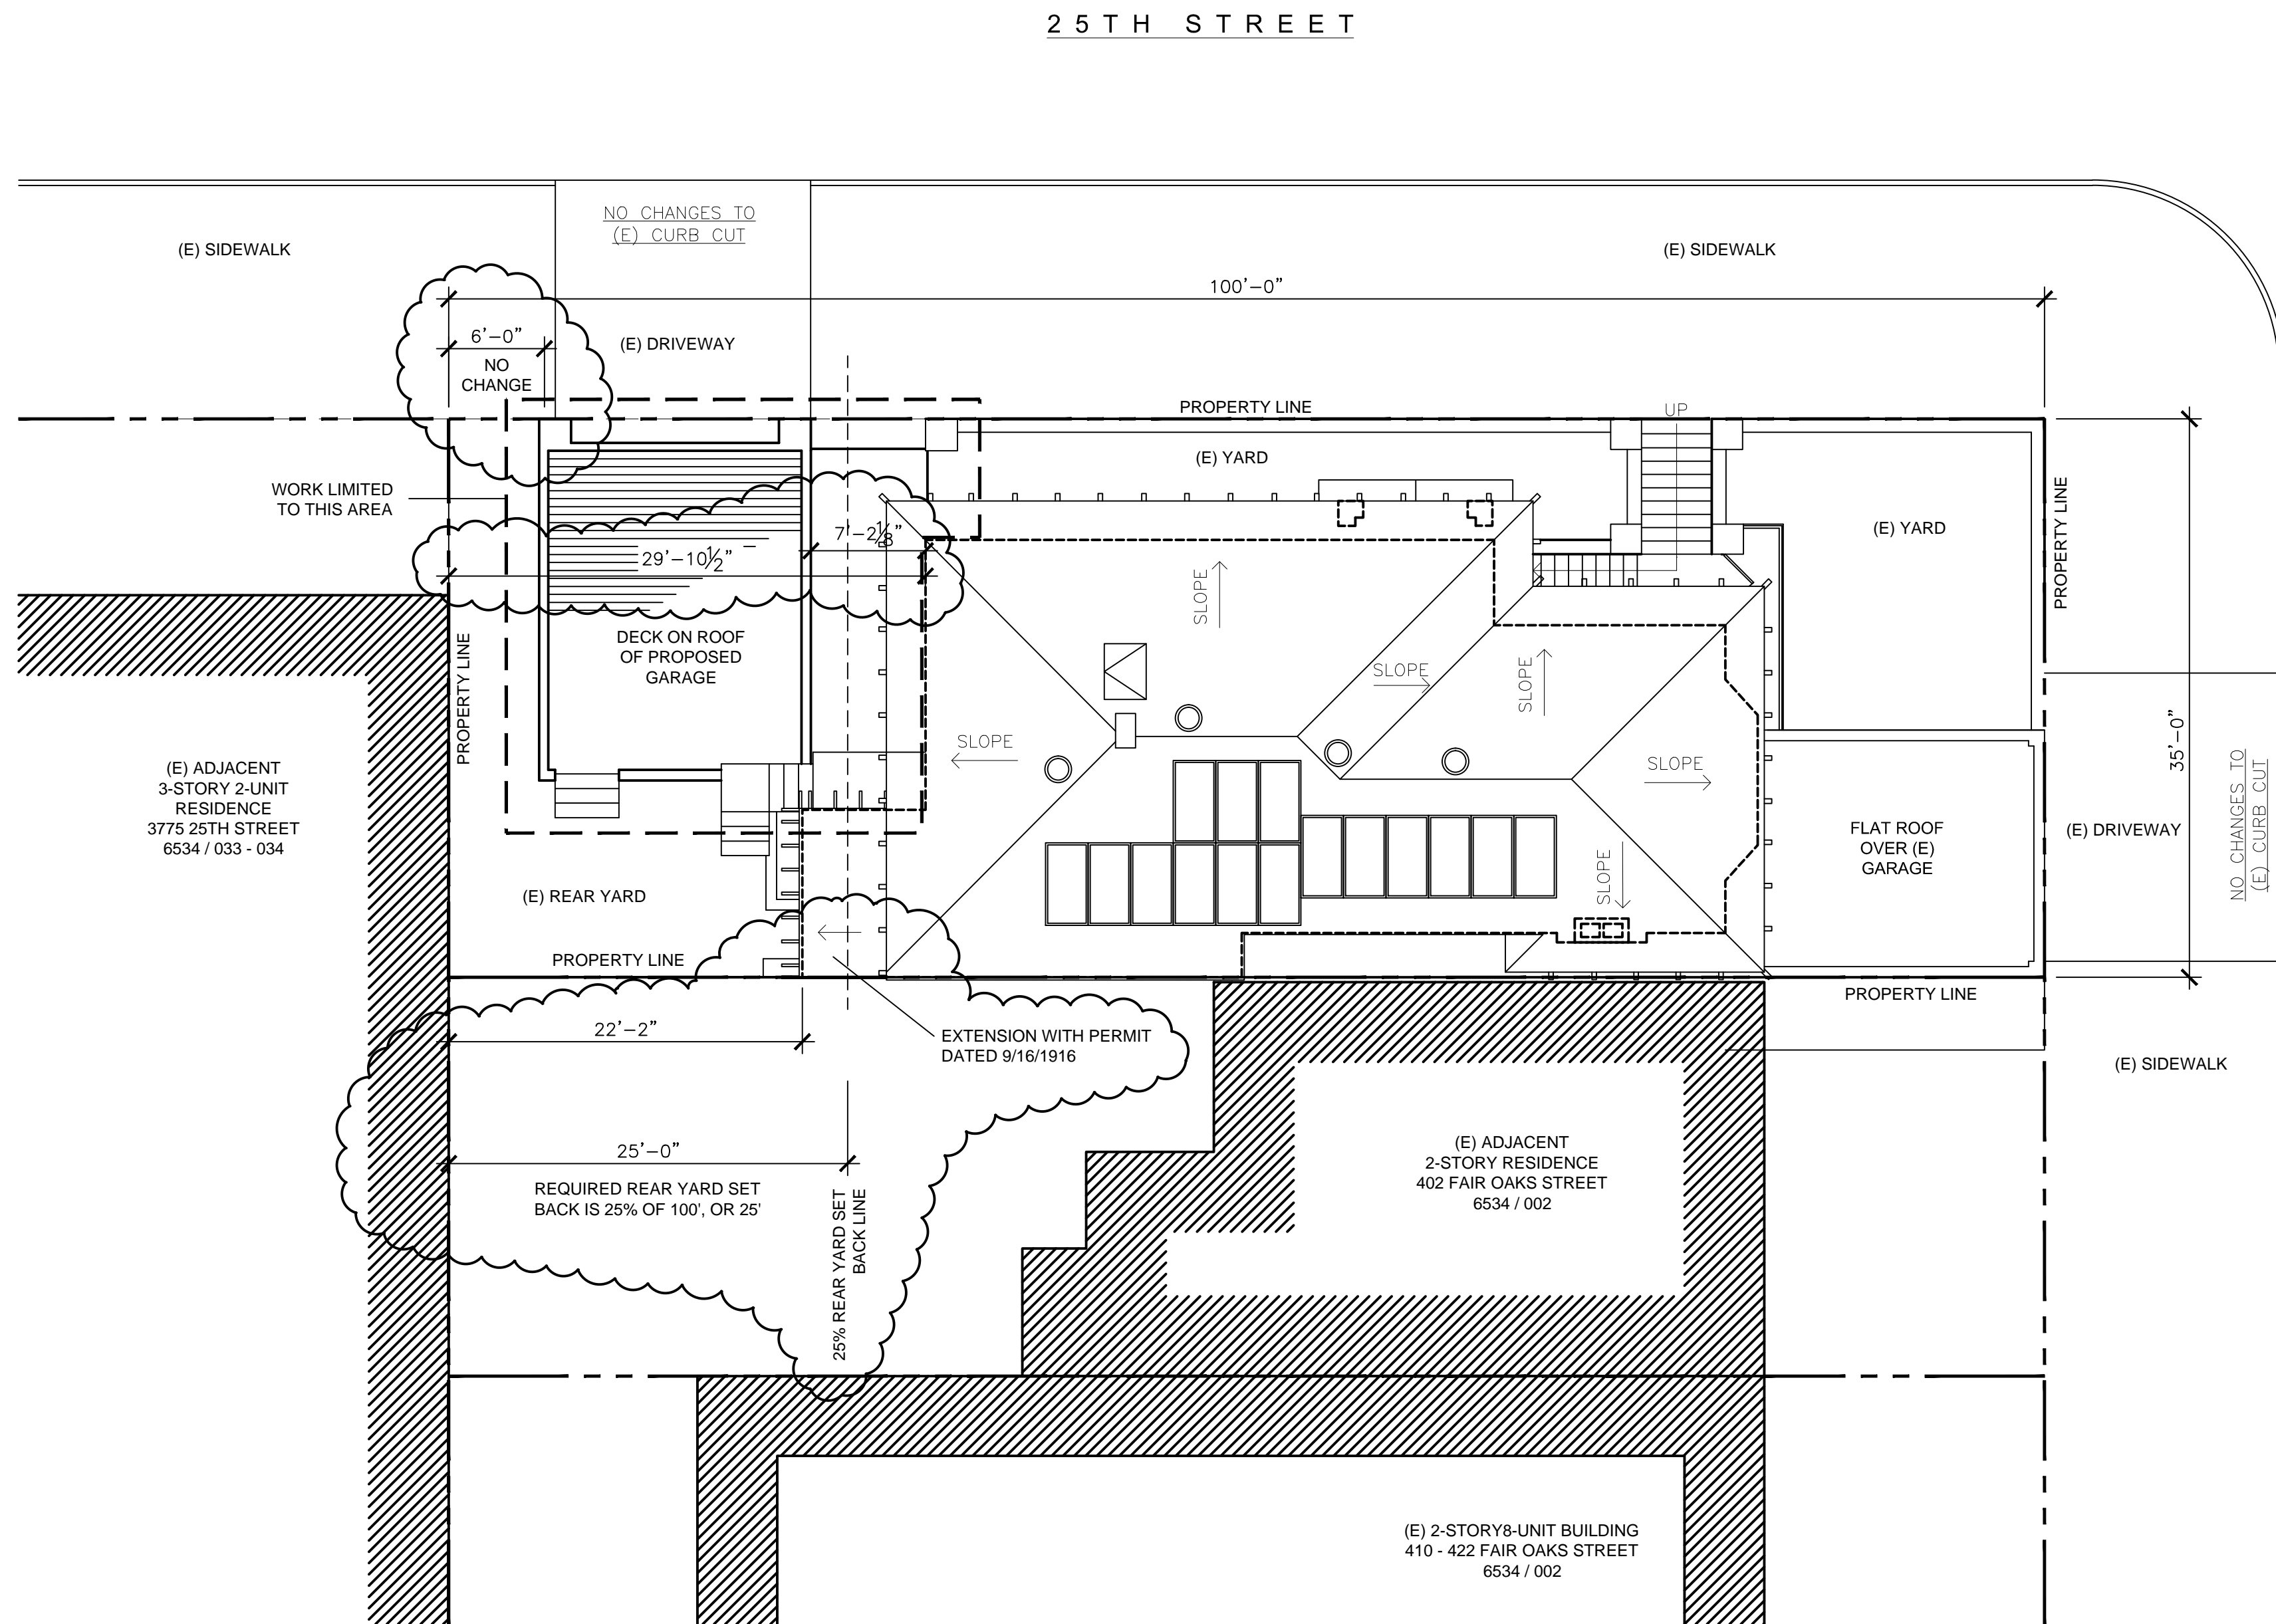 25TH STREET
NO CHANGES TO
(E) CURB CUT
(E) SIDEWALK
(E) SIDEWALK
100'-0"
6'-0"
NO
CHANGE
(E) DRIVEWAY
PROPERTY LINE
UP
(E) YARD
WORK LIMITED
TO THIS AREA
7'-2⅛"
29'-10½"
(E) YARD
PROPERTY LINE
SLOPE
DECK ON ROOF
OF PROPOSED
GARAGE
PROPERTY LINE
SLOPE
SLOPE
SLOPE
SLOPE
35'-0"
(E) ADJACENT
3-STORY 2-UNIT
RESIDENCE
3775 25TH STREET
6534 / 033 - 034
FLAT ROOF
OVER (E)
GARAGE
(E) DRIVEWAY
NO CHANGES TO
(E) CURB CUT
SLOPE
(E) REAR YARD
PROPERTY LINE
PROPERTY LINE
22'-2"
EXTENSION WITH PERMIT
DATED 9/16/1916
(E) SIDEWALK
25'-0"
REQUIRED REAR YARD SET
BACK IS 25% OF 100', OR 25'
25% REAR YARD SET
BACK LINE
(E) ADJACENT
2-STORY RESIDENCE
402 FAIR OAKS STREET
6534 / 002
(E) 2-STORY8-UNIT BUILDING
410 - 422 FAIR OAKS STREET
6534 / 002